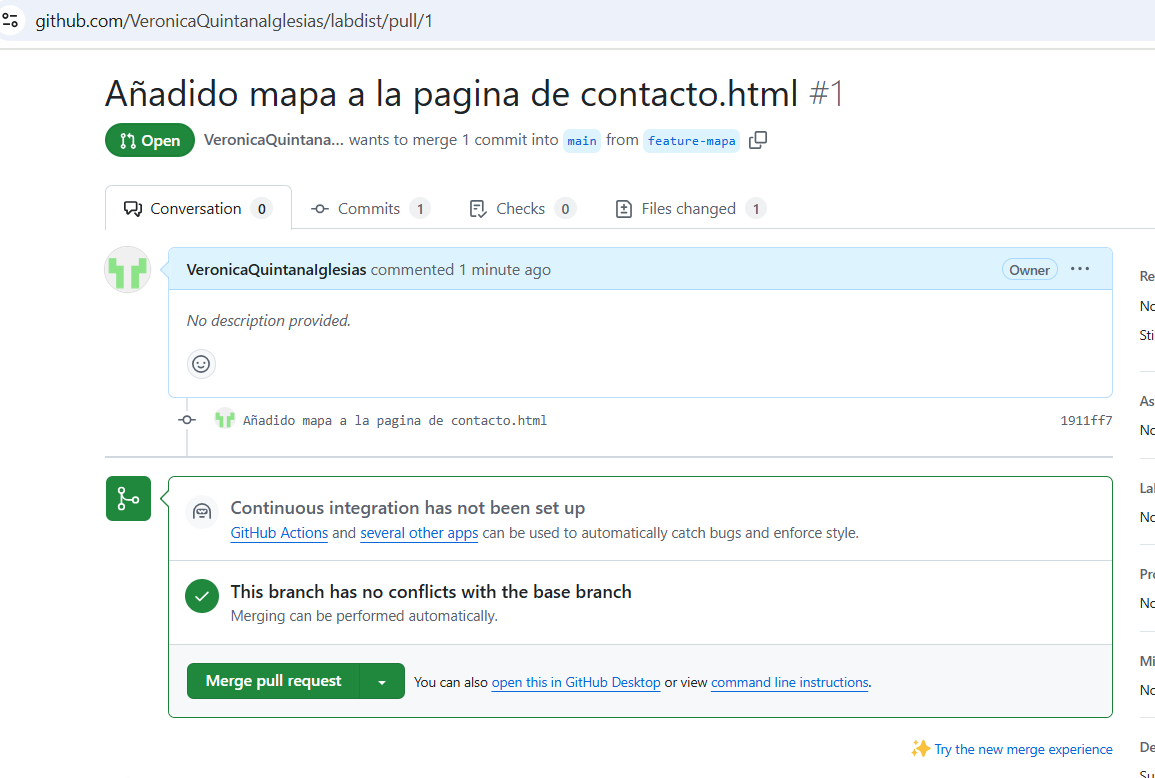 github.com/VeronicaQuintanaIglesias/labdist/pull/1
Añadido mapa a la pagina de contacto.html #1
Open VeronicaQuintana... wants to merge 1 commit into main from feature-mapa
Conversation 0 Commits 1 Checks 0 Files changed 1
VeronicaQuintanaIglesias commented 1 minute ago Owner ...
Re
No
No description provided.
Sti
As
Añadido mapa a la pagina de contacto.html 1911ff7
No
Lab
Continuous integration has not been set up
No
GitHub Actions and several other apps can be used to automatically catch bugs and enforce style.
Pro
This branch has no conflicts with the base branch
No
Merging can be performed automatically.
Mi
Merge pull request You can also open this in GitHub Desktop or view command line instructions.
No
Try the new merge experience
De
Su